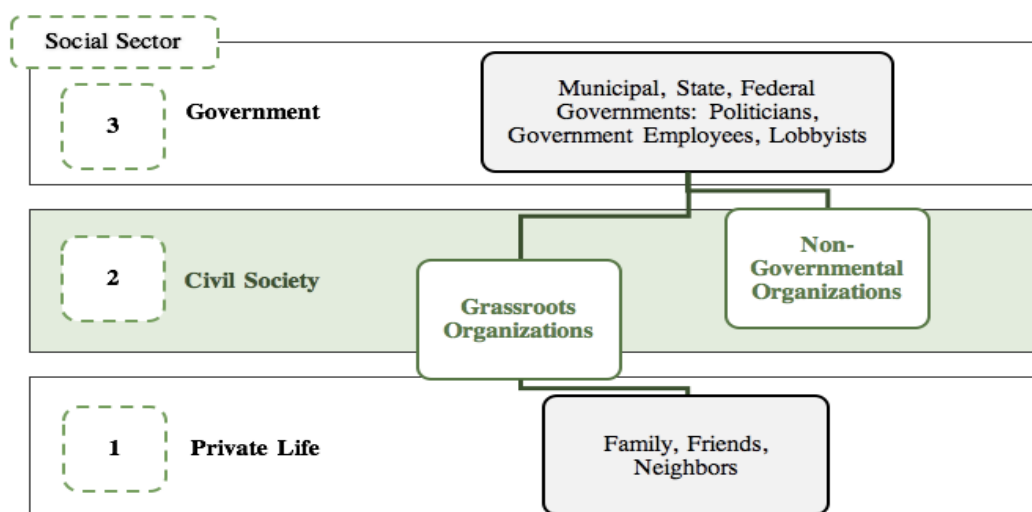 Social Sector
3
Government
Municipal, State, Federal
Governments: Politicians,
Government Employees, Lobbyists
2
Civil Society
Non-
Governmental
Organizations
Grassroots
Organizations
1
Private Life
Family, Friends,
Neighbors